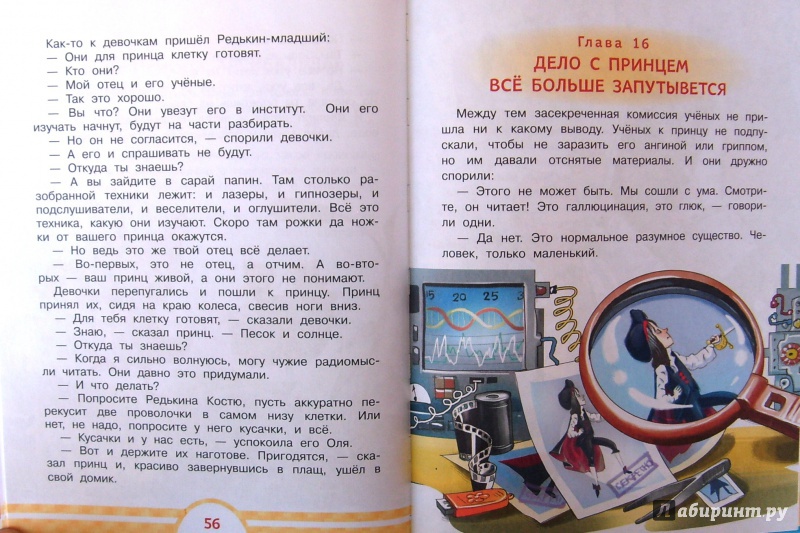 Как-то к девочкам пришёл Редькин-младший:
— Они для принца клетку готовят.
— Кто они?
— Мой отец и его учёные.
— Так это хорошо.
— Вы что? Они увезут его в институт. Они его
изучать начнут, будут на части разбирать.
— Но он не согласится, — спорили девочки.
— А его и спрашивать не будут.
— Откуда ты знаешь?
— А вы зайдите в сарай папин. Там столько ра-
зобранной техники лежит: и лазеры, и гипнозеры, и
подслушиватели, и веселители, и оглушители. Всё это
техника, какую они изучают. Скоро там рожки да нож-
ки от вашего принца окажутся.
— Но ведь это же твой отец всё делает.
— Во-первых, это не отец, а отчим. А во-вто-
рых — ваш принц живой, а они этого не понимают.
Девочки перепугались и пошли к принцу. Принц
принял их, сидя на краю колеса, свесив ноги вниз.
— Для тебя клетку готовят, — сказали девочки.
— Знаю, — сказал принц. — Песок и солнце.
— Откуда ты знаешь?
— Когда я сильно волнуюсь, могу чужие радиомыс-
ли читать. Они давно это придумали.
— И что делать?
— Попросите Редькина Костю, пусть аккуратно пе-
рекусит две проволочки в самом низу клетки. Или
нет, не надо, попросите у него кусачки, и всё.
— Кусачки и у нас есть, — успокоила его Оля.
— Вот и держите их наготове. Пригодятся, — ска-
зал принц и, красиво завернувшись в плащ, ушёл в
свой домик.
56
Глава 16
ДЕЛО С ПРИНЦЕМ
ВСЁ БОЛЬШЕ ЗАПУТЫВЕТСЯ
Между тем засекреченная комиссия учёных не при-
шла ни к какому выводу. Учёных к принцу не подпу-
скали, чтобы не заразить его ангиной или гриппом,
но им давали отснятые материалы. И они дружно
спорили:
— Этого не может быть. Мы сошли с ума. Смотри-
те, он читает! Это галлюцинация, это глюк, — говори-
ли одни.
— Да нет. Это нормальное разумное существо. Че-
ловек, только маленький.
15 20 25 3
СЕКРЕТНО
Лабиринт.ру